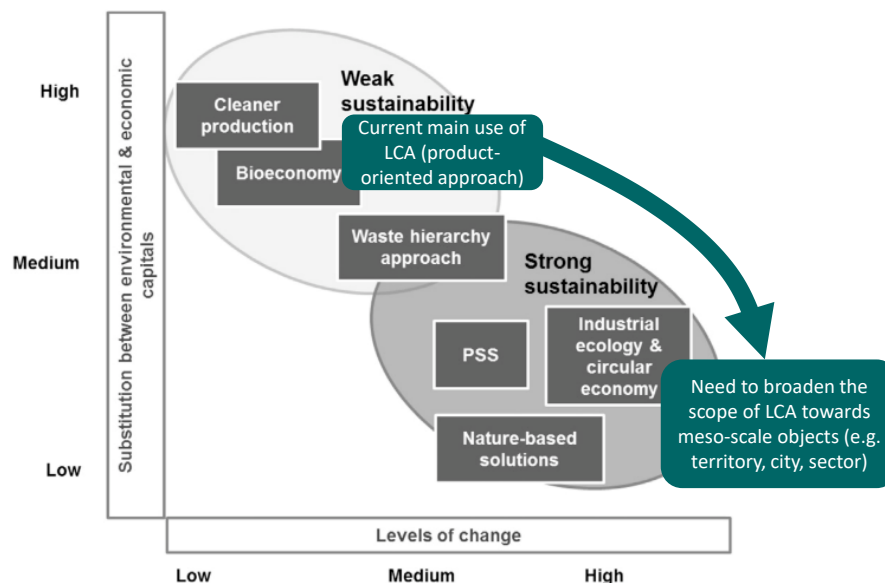 Substitution between environmental & economic
capitals
High
Medium
Low
Weak
sustainability
Cleaner
production
Bioeconomy
Current main use of
LCA (product-
oriented approach)
Waste hierarchy
approach
Strong
sustainability
PSS
Industrial
ecology &
circular
economy
Nature-based
solutions
Need to broaden the
scope of LCA towards
meso-scale objects (e.g.
territory, city, sector)
Levels of change
Low
Medium
High